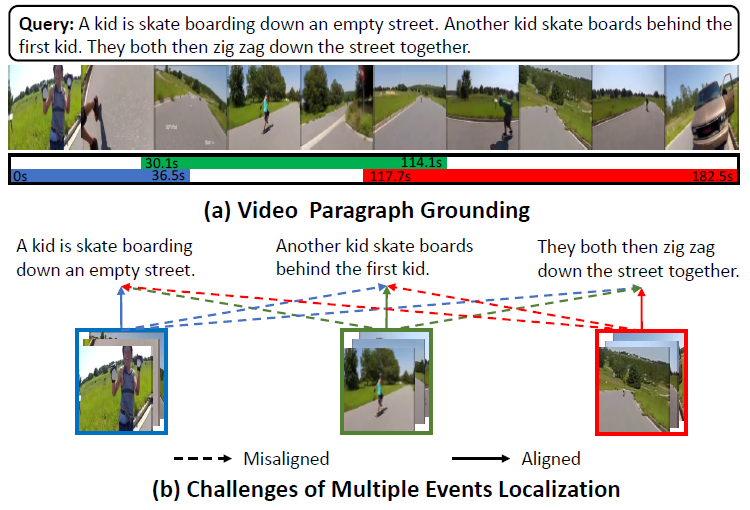 Query: A kid is skate boarding down an empty street. Another kid skate boards behind the
first kid. They both then zig zag down the street together.
30.1s 114.1s
0s 36.5s 117.7s 182.5s
(a) Video Paragraph Grounding
A kid is skate boarding
down an empty street.
Another kid skate boards
behind the first kid.
They both then zig zag
down the street together.
Misaligned Aligned
(b) Challenges of Multiple Events Localization